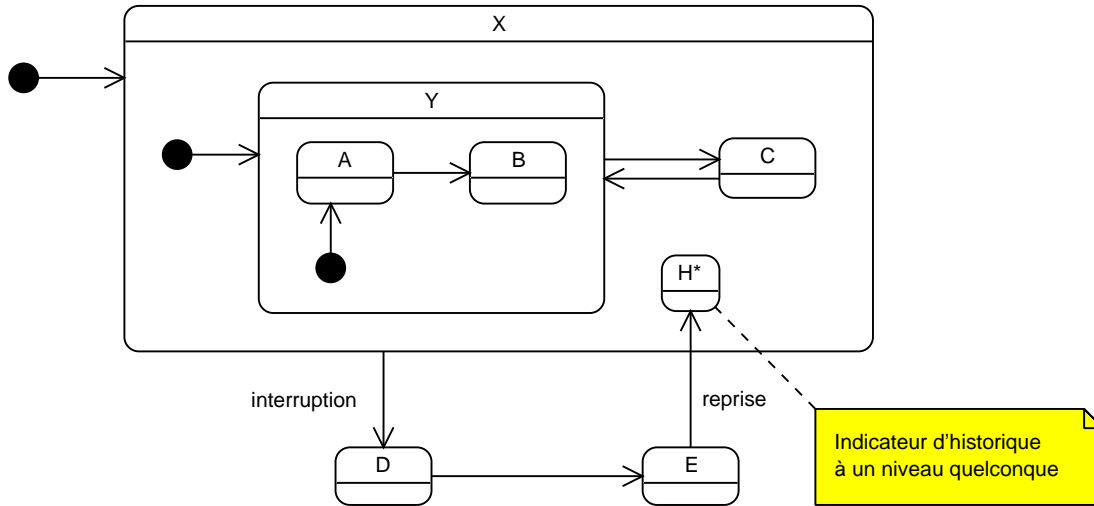 X
Y
A
B
C
H*
interruption
reprise
D
E
Indicateur d'historique
à un niveau quelconque